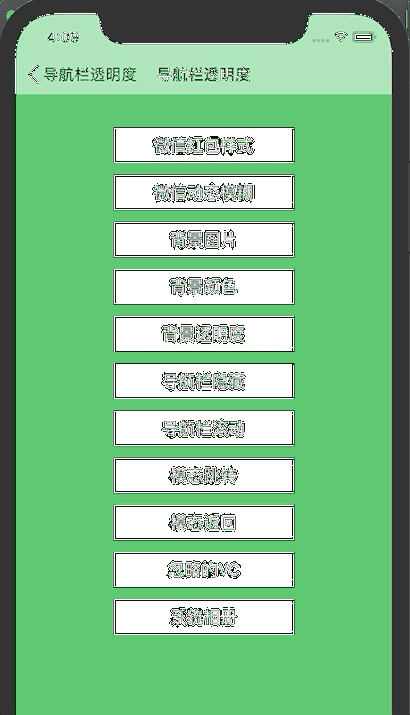 4:09
导航栏透明度 导航栏透明度
微信红包样式
微信动态模糊
背景图片
背景颜色
背景透明度
导航栏隐藏
导航栏滚动
模态跳转
模态返回
忽略的VC
系统相册